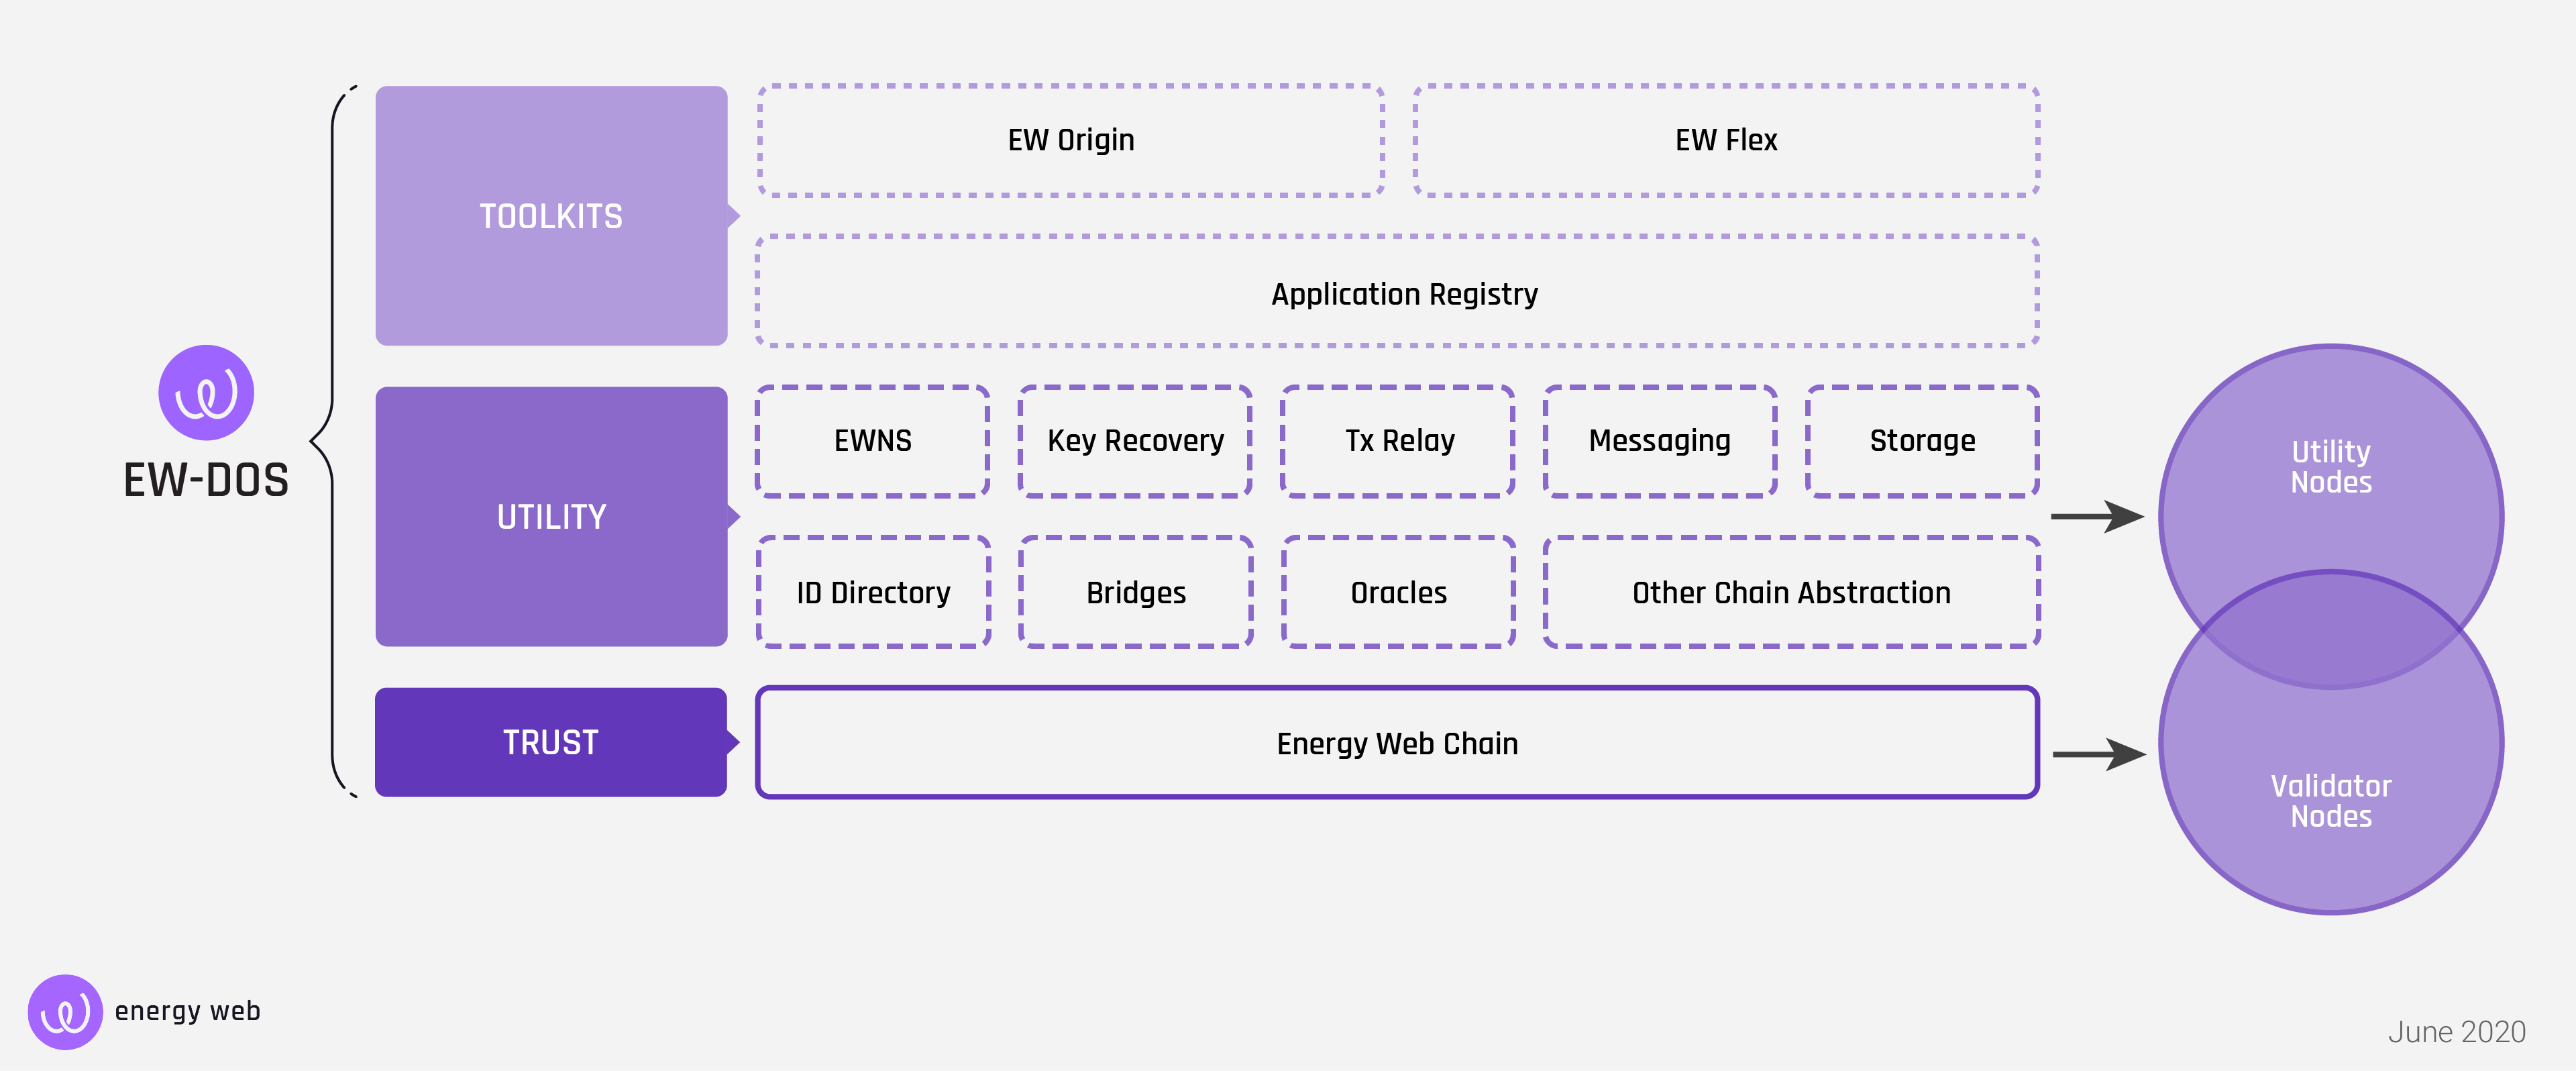 EW-DOS
TOOLKITS
EW Origin
EW Flex
Application Registry
UTILITY
EWNS
Key Recovery
Tx Relay
Messaging
Storage
ID Directory
Bridges
Oracles
Other Chain Abstraction
TRUST
Energy Web Chain
Utility
Nodes
Validator
Nodes
energy web
June 2020